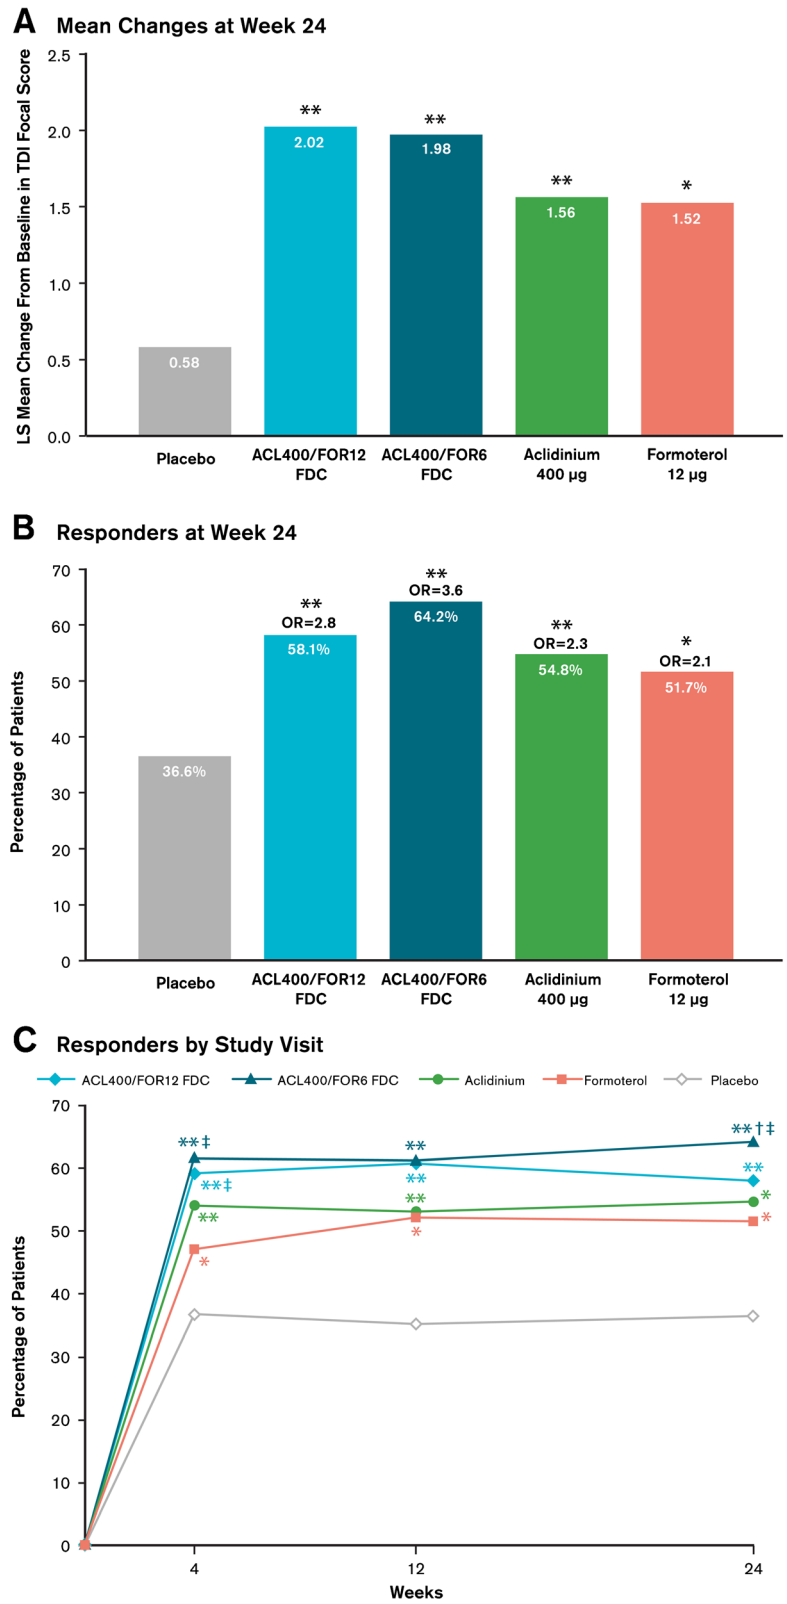 A Mean Changes at Week 24
LS Mean Change From Baseline in TDI Focal Score
2.5
2.0
1.5
1.0
0.5
0.0
**
**
**
*
0.58
2.02
1.98
1.56
1.52
Placebo
ACL400/FOR12
FDC
ACL400/FOR6
FDC
Aclidinium
400 µg
Formoterol
12 µg
B Responders at Week 24
Percentage of Patients
70
60
50
40
30
20
10
0
36.6%
**
OR=2.8
58.1%
**
OR=3.6
64.2%
**
OR=2.3
54.8%
*
OR=2.1
51.7%
Placebo
ACL400/FOR12
FDC
ACL400/FOR6
FDC
Aclidinium
400 µg
Formoterol
12 µg
C Responders by Study Visit
ACL400/FOR12 FDC ACL400/FOR6 FDC Aclidinium Formoterol Placebo
Percentage of Patients
70
60
50
40
30
20
10
0
**‡
**‡
**
*
**
**
**
*
**†‡
**
*
*
4 12 24
Weeks